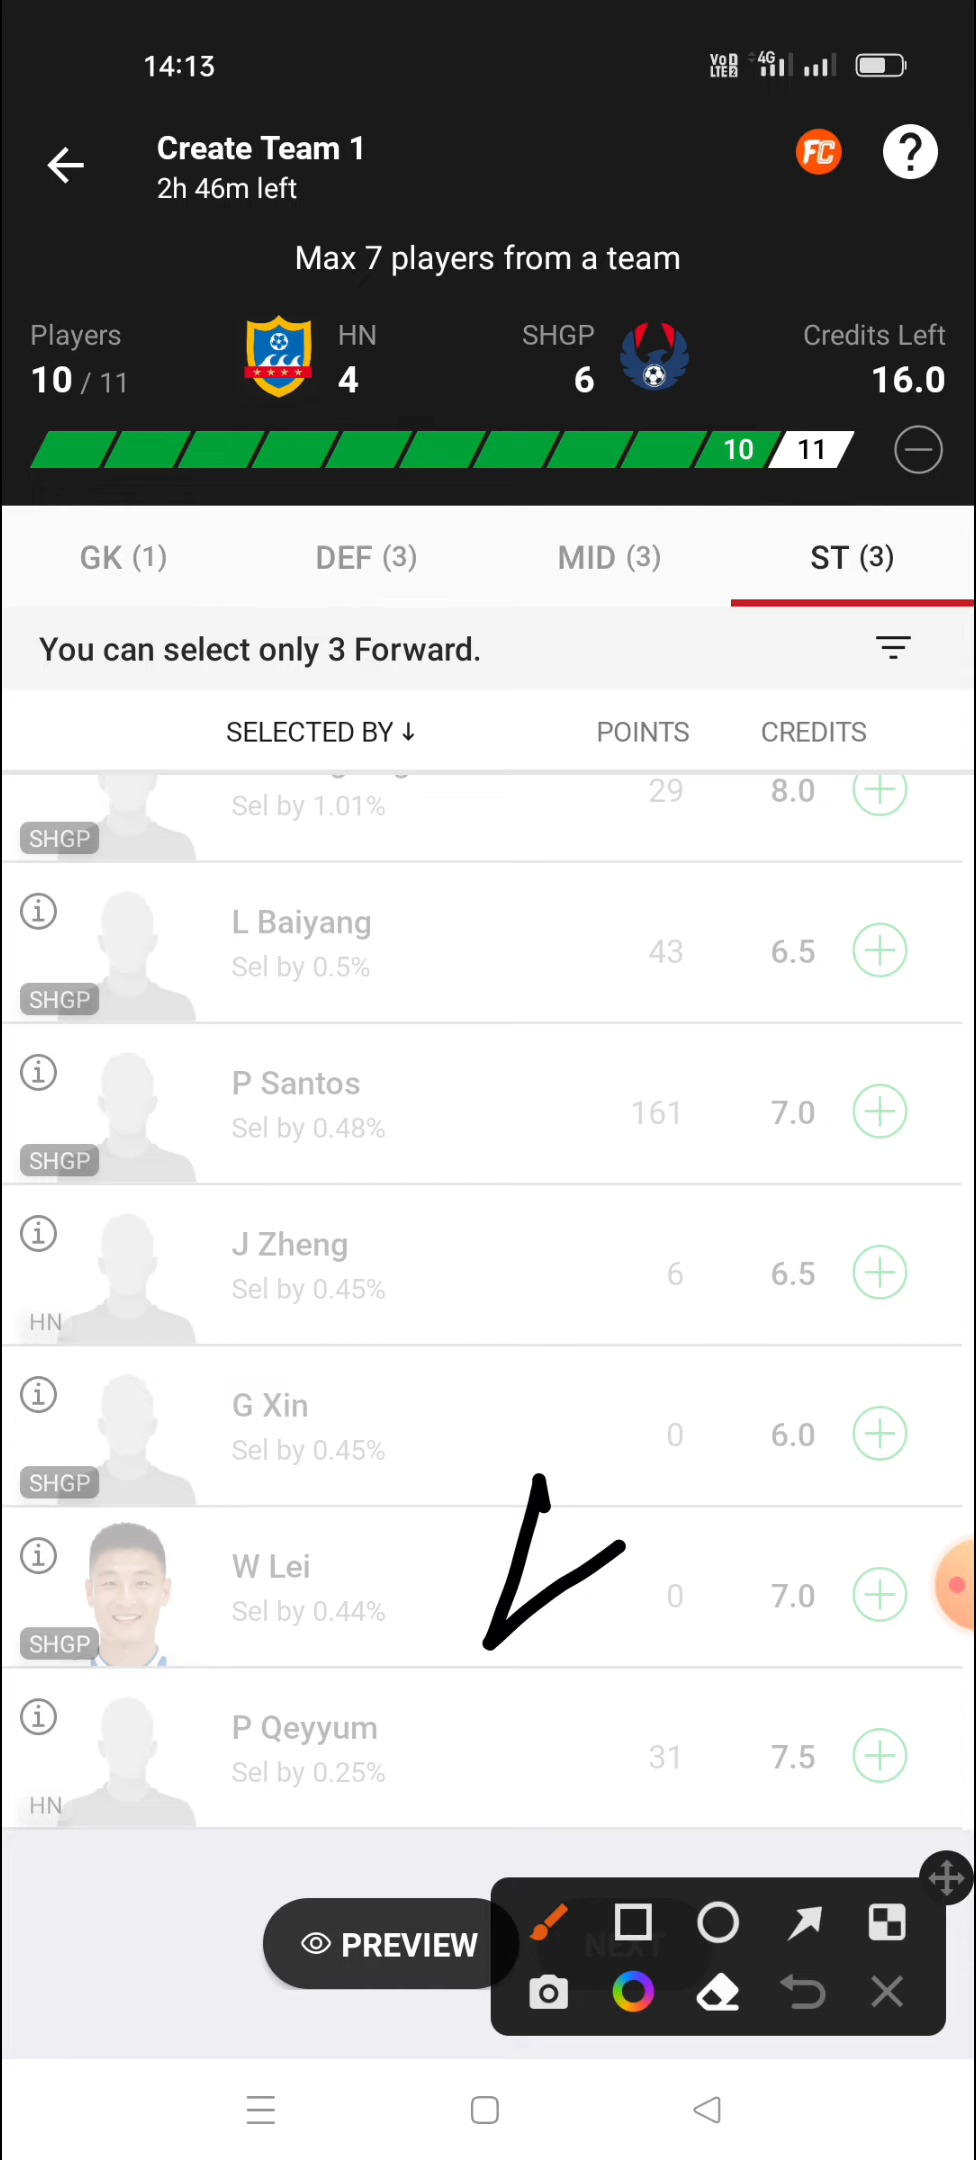 14:13
VoD LTE2 4G
Create Team 1
2h 46m left
FC
?
Max 7 players from a team
Players HN SHGP Credits Left
10 / 11 4 6 16.0
10 11
GK (1) DEF (3) MID (3) ST (3)
You can select only 3 Forward.
SELECTED BY ↓ POINTS CREDITS
Sel by 1.01% 29 8.0
SHGP
L Baiyang
Sel by 0.5% 43 6.5
SHGP
P Santos
Sel by 0.48% 161 7.0
SHGP
J Zheng
Sel by 0.45% 6 6.5
HN
G Xin
Sel by 0.45% 0 6.0
SHGP
W Lei
Sel by 0.44% 0 7.0
SHGP
P Qeyyum
Sel by 0.25% 31 7.5
HN
PREVIEW NEXT